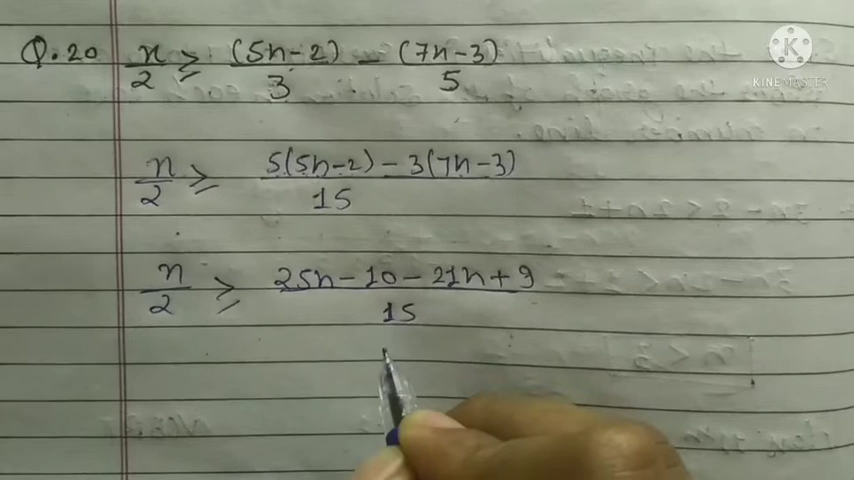 Q.20 x/2 ≥ (5x-2)/3 - (7x-3)/5
x/2 ≥ 5(5x-2) - 3(7x-3)/15
x/2 ≥ 25x-10-21x+9/15
K
KINEMASTER